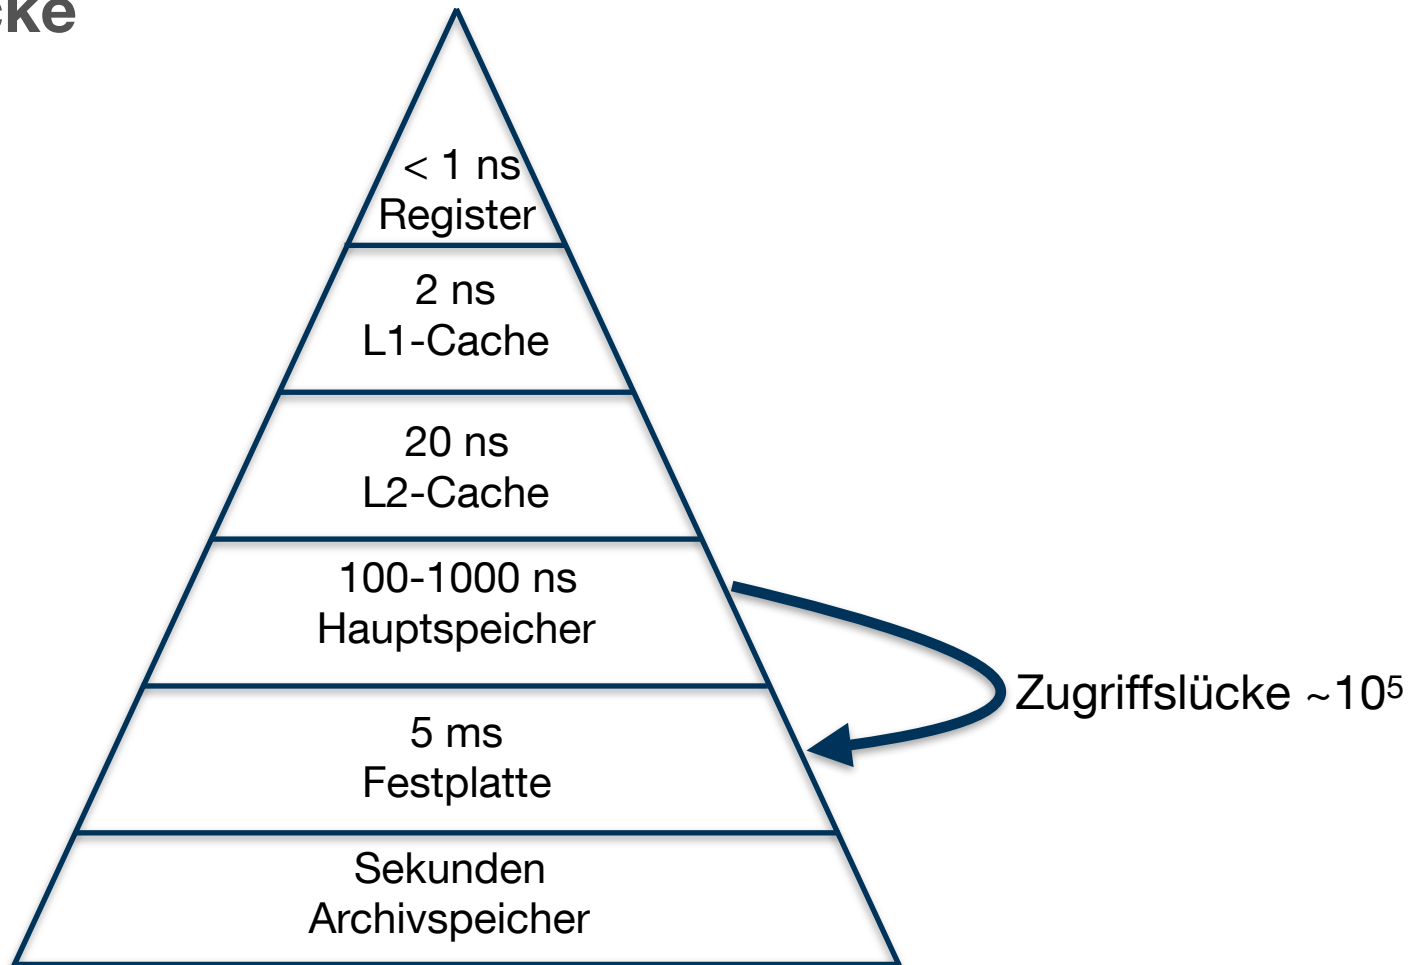 cke
< 1 ns
Register
2 ns
L1-Cache
20 ns
L2-Cache
100-1000 ns
Hauptspeicher
Zugriffslücke ~10⁵
5 ms
Festplatte
Sekunden
Archivspeicher